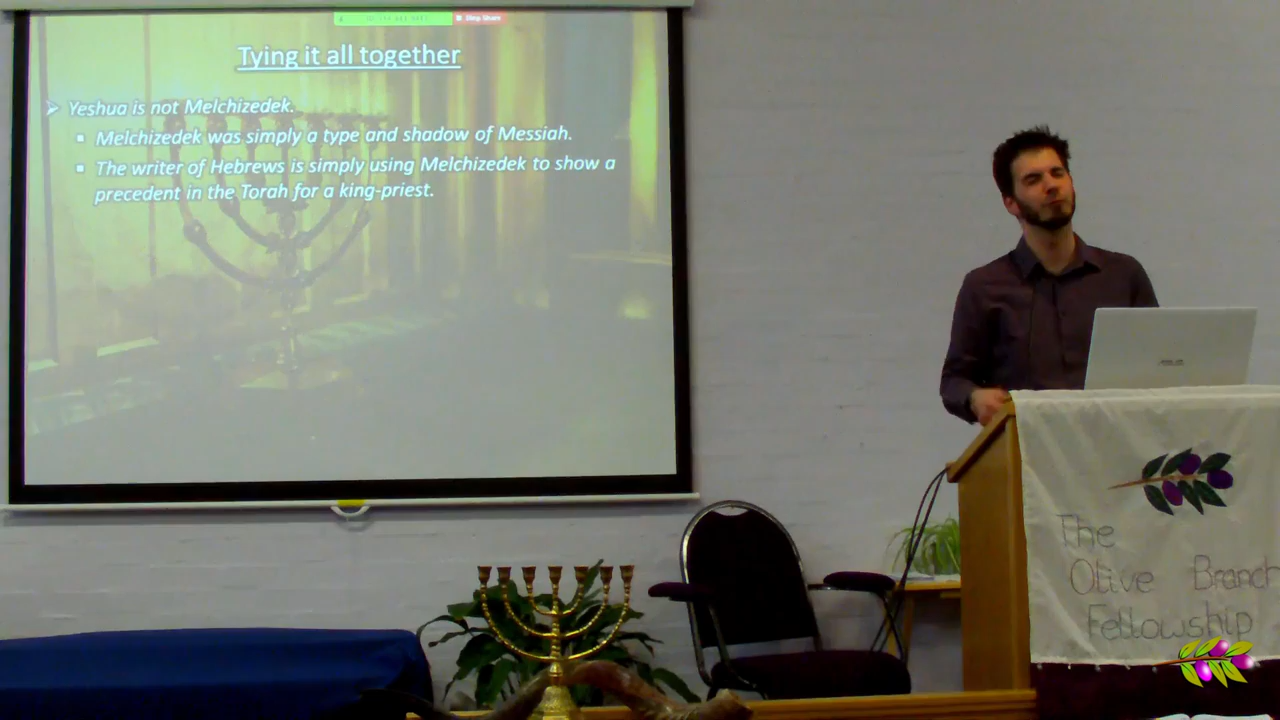 Stop Share
Tying it all together
Yeshua is not Melchizedek.
Melchizedek was simply a type and shadow of Messiah.
The writer of Hebrews is simply using Melchizedek to show a
precedent in the Torah for a king-priest.
The
Olive Branch
Fellowship